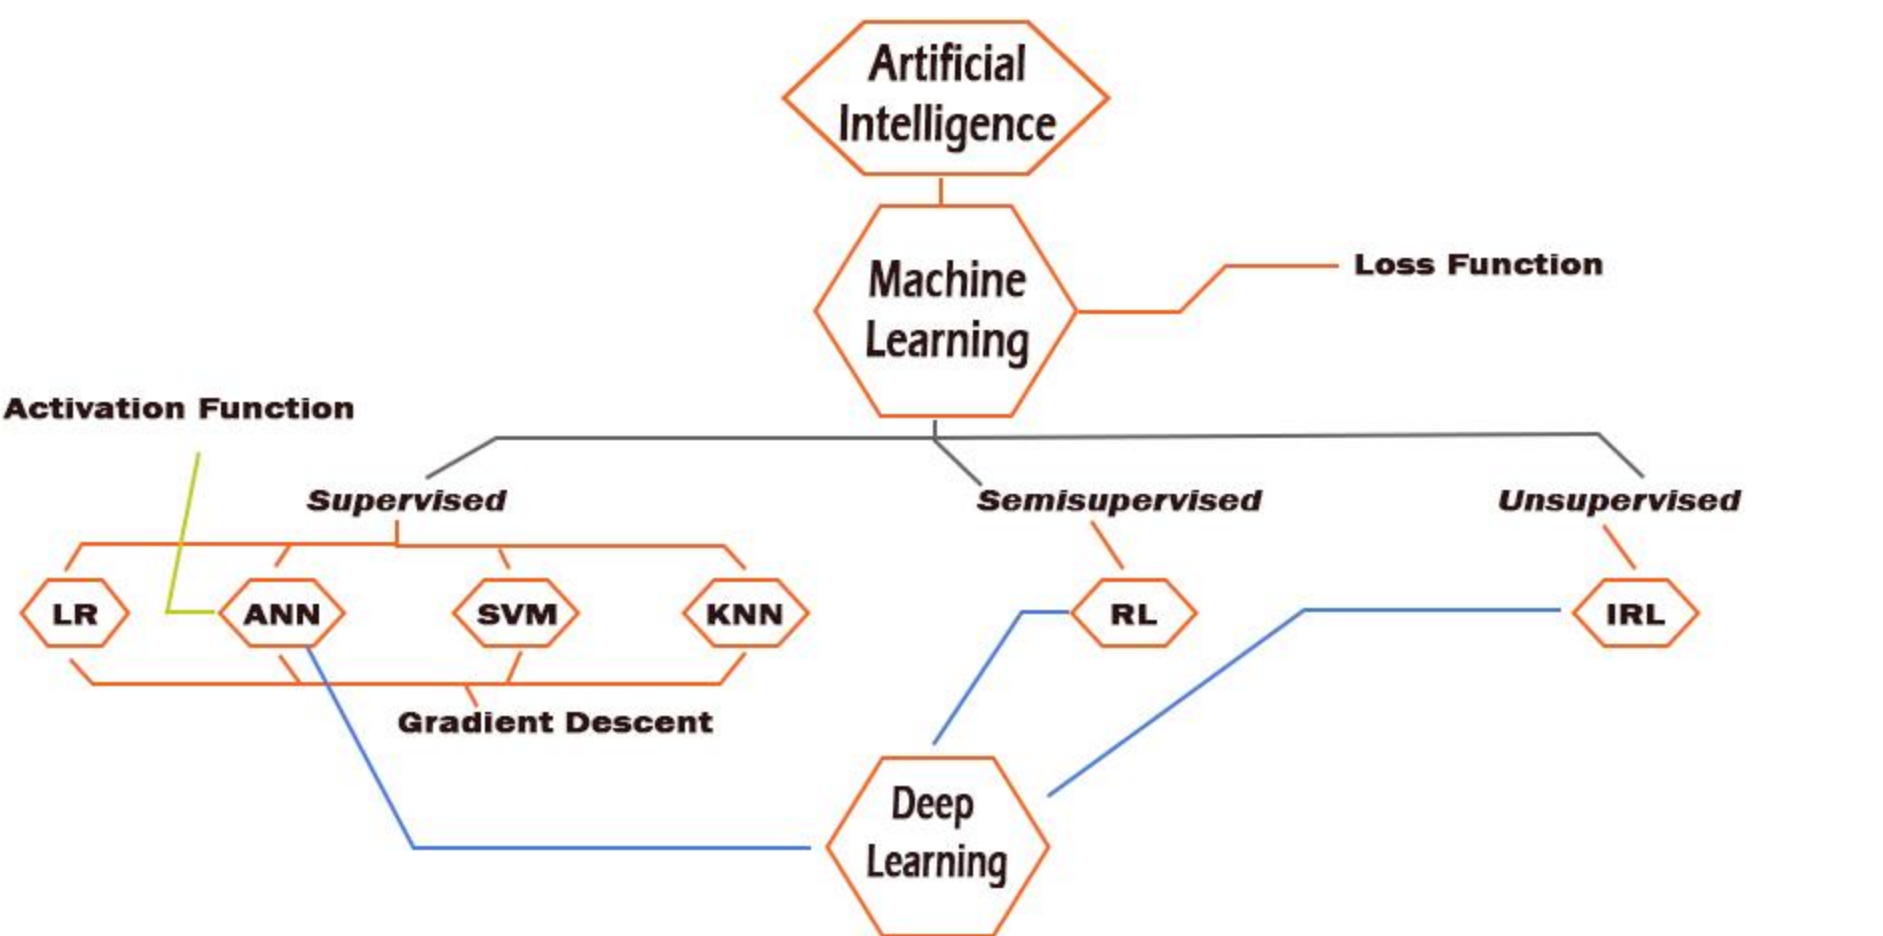 Artificial
Intelligence
Machine
Learning
Loss Function
Activation Function
Supervised
Semisupervised
Unsupervised
LR
ANN
SVM
KNN
RL
IRL
Gradient Descent
Deep
Learning